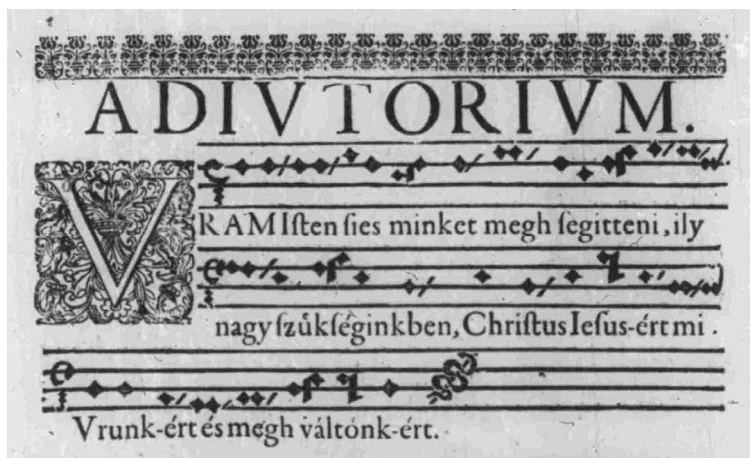 ADIVTORIVM.
VRAM Iſten ſies minket megh ſegitteni, ily
nagy ſzűkſéginkben, Chriſtus Ieſus-ért mi
Vrunk-ért és megh váltónk-ért.